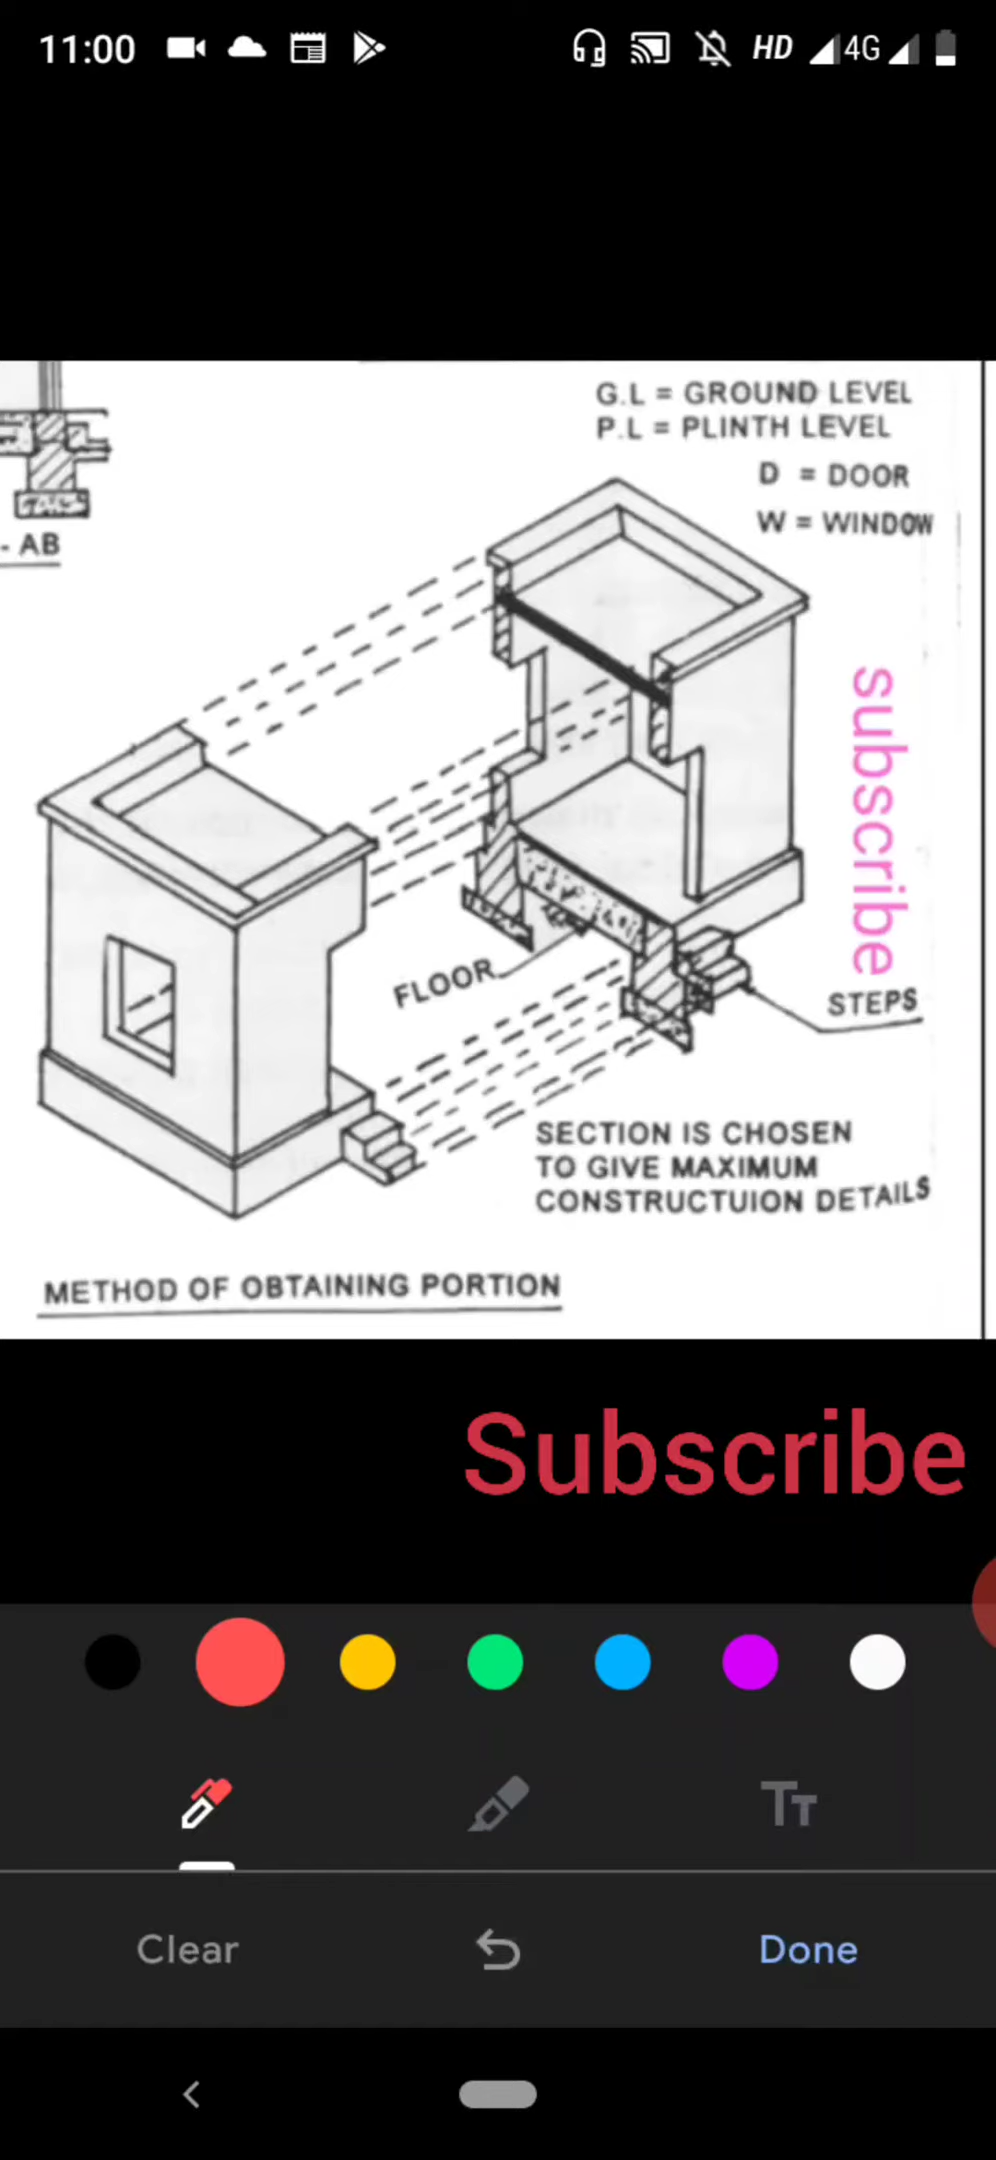 11:00
HD
4G
G.L = GROUND LEVEL
P.L = PLINTH LEVEL
D = DOOR
W = WINDOW
- AB
subscribe
FLOOR
STEPS
SECTION IS CHOSEN
TO GIVE MAXIMUM
CONSTRUCTUION DETAILS
METHOD OF OBTAINING PORTION
Subscribe
TT
Clear
Done